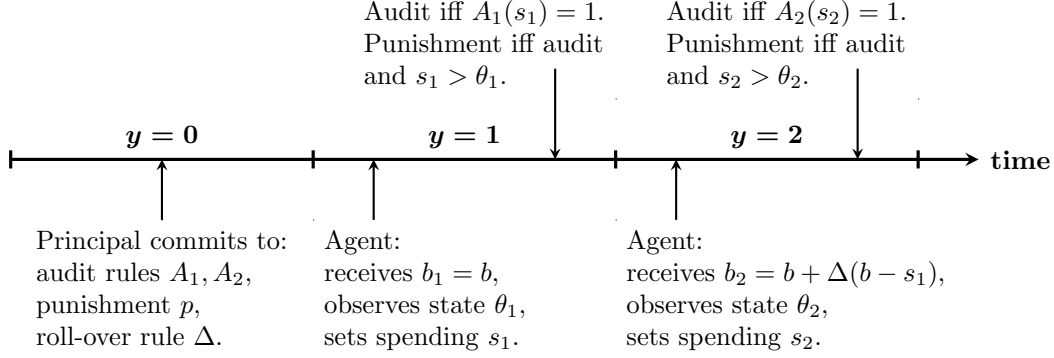 Audit iff A₁(s₁) = 1.
Punishment iff audit
and s₁ > θ₁.
Audit iff A₂(s₂) = 1.
Punishment iff audit
and s₂ > θ₂.
y = 0
y = 1
y = 2
time
Principal commits to:
audit rules A₁, A₂,
punishment p,
roll-over rule Δ.
Agent:
receives b₁ = b,
observes state θ₁,
sets spending s₁.
Agent:
receives b₂ = b + Δ(b − s₁),
observes state θ₂,
sets spending s₂.